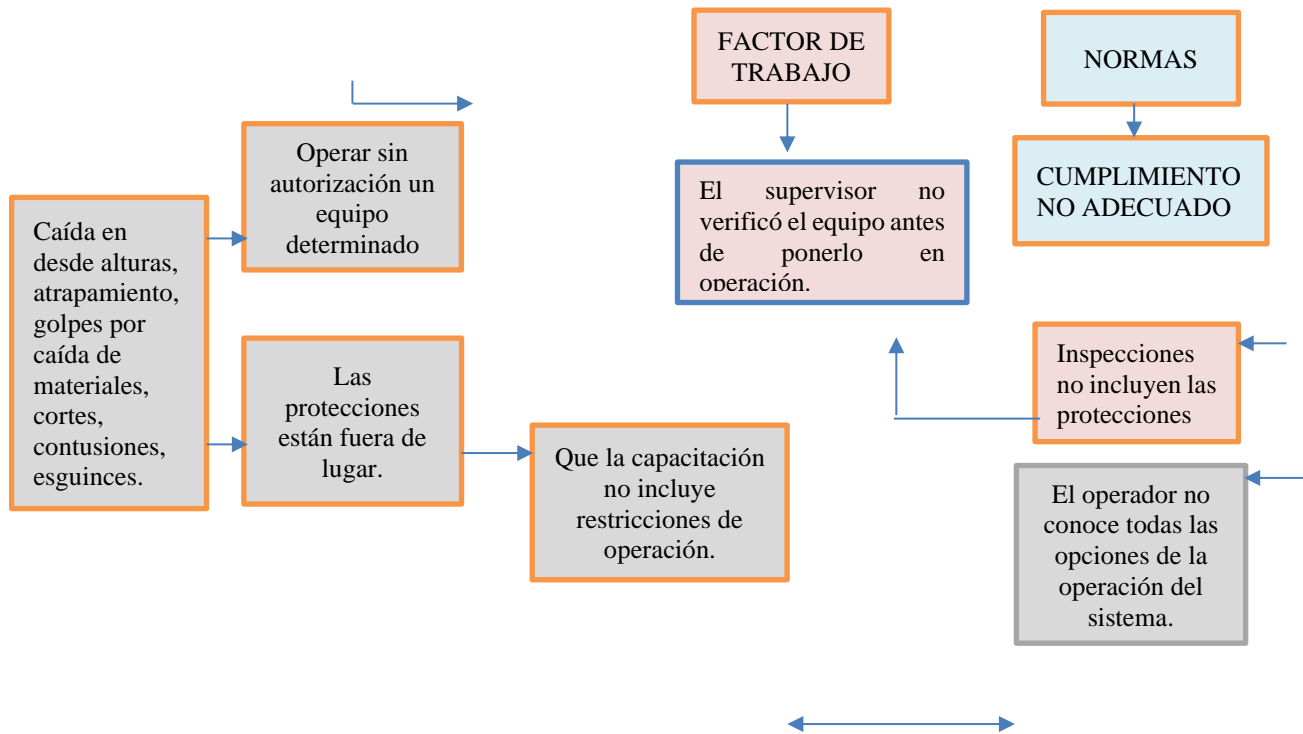 FACTOR DE
TRABAJO
NORMAS
Operar sin
autorización un
equipo
determinado
El supervisor no
verificó el equipo antes
de ponerlo en
operación.
CUMPLIMIENTO
NO ADECUADO
Caída en
desde alturas,
atrapamiento,
golpes por
caída de
materiales,
cortes,
contusiones,
esguinces.
Las
protecciones
están fuera de
lugar.
Inspecciones
no incluyen las
protecciones
Que la capacitación
no incluye
restricciones de
operación.
El operador no
conoce todas las
opciones de la
operación del
sistema.